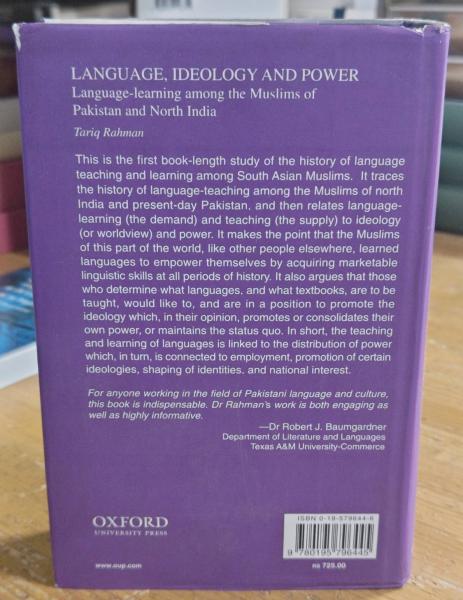 LANGUAGE, IDEOLOGY AND POWER
Language-learning among the Muslims of
Pakistan and North India
Tariq Rahman
This is the first book-length study of the history of language
teaching and learning among South Asian Muslims. It traces
the history of language-teaching among the Muslims of north
India and present-day Pakistan, and then relates language-
learning (the demand) and teaching (the supply) to ideology
(or worldview) and power. It makes the point that the Muslims
of this part of the world, like other people elsewhere, learned
languages to empower themselves by acquiring marketable
linguistic skills at all periods of history. It also argues that those
who determine what languages, and what textbooks, are to be
taught, would like to, and are in a position to promote the
ideology which, in their opinion, promotes or consolidates their
own power, or maintains the status quo. In short, the teaching
and learning of languages is linked to the distribution of power
which, in turn, is connected to employment, promotion of certain
ideologies, shaping of identities, and national interest.
For anyone working in the field of Pakistani language and culture,
this book is indispensable. Dr Rahman's work is both engaging as
well as highly informative.
—Dr Robert J. Baumgardner
Department of Literature and Languages
Texas A&M University-Commerce
OXFORD
UNIVERSITY PRESS
www.oup.com
ISBN 0-19-579644-6
9 780195 796445
RS 725.00